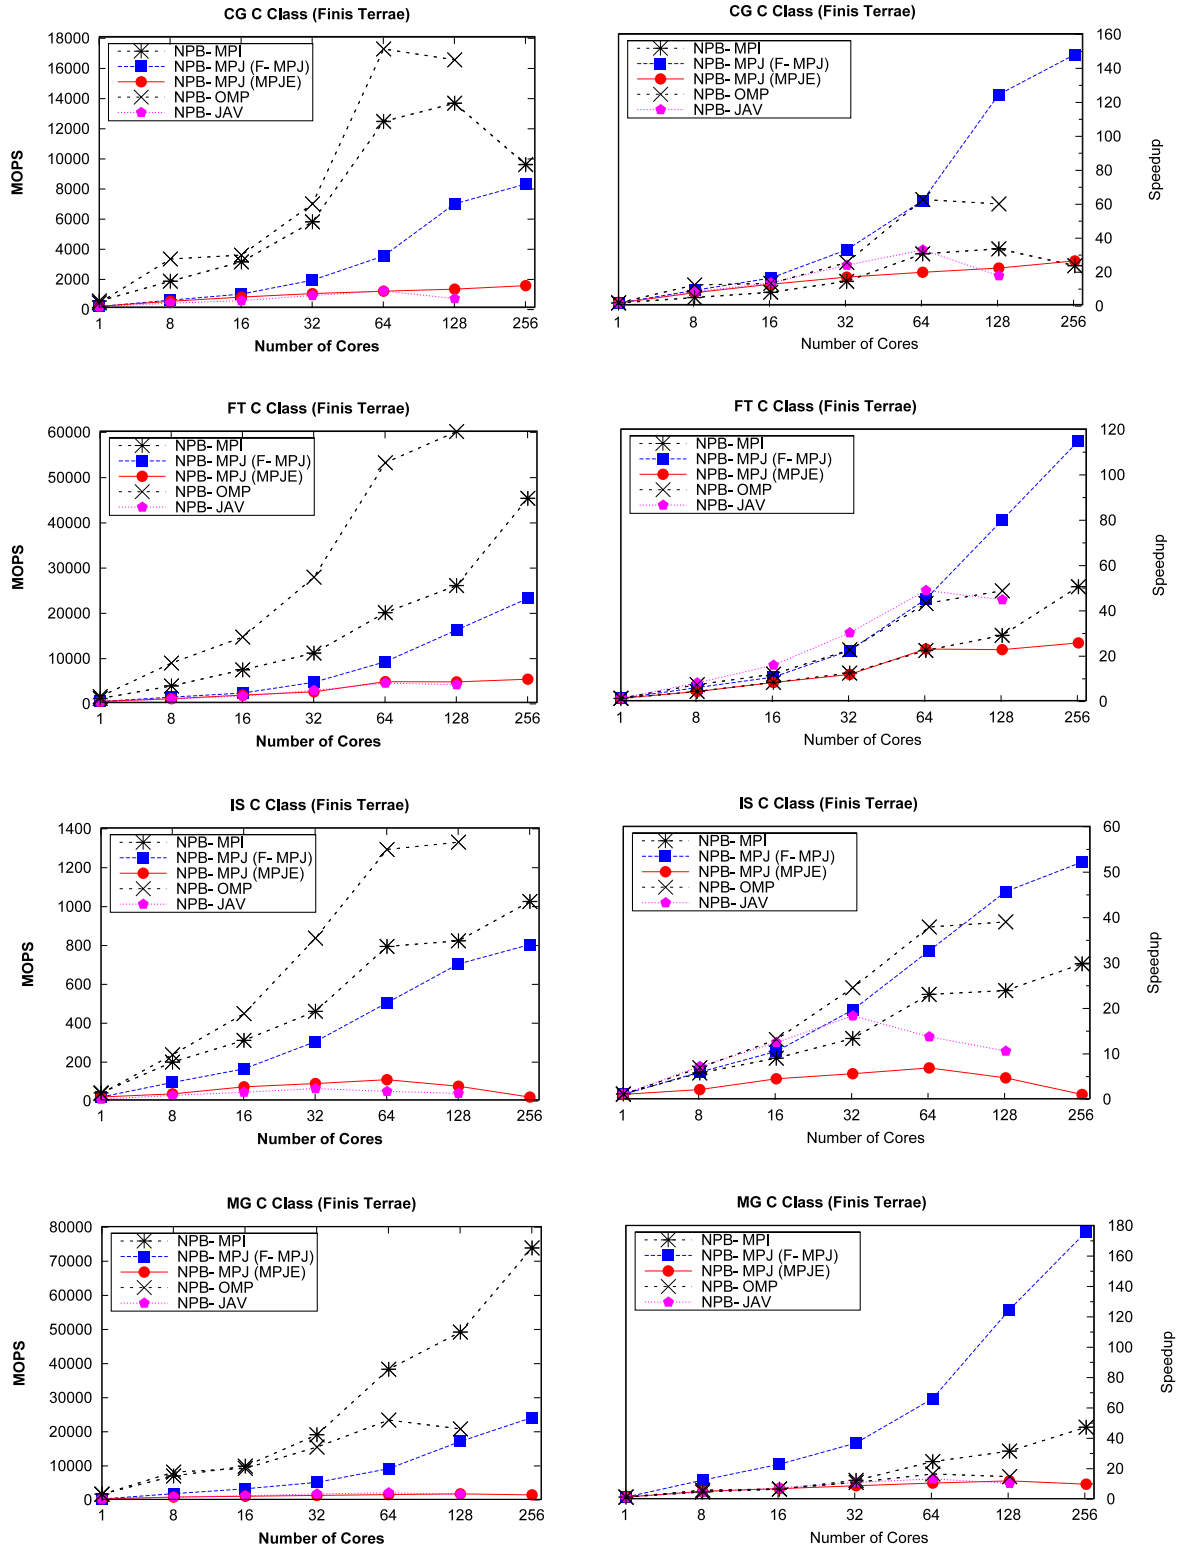 CG C Class (Finis Terrae)
18000
16000
14000
12000
10000
8000
6000
4000
2000
0
MOPS
NPB- MPI
NPB- MPJ (F- MPJ)
NPB- MPJ (MPJE)
NPB- OMP
NPB- JAV
1 8 16 32 64 128 256
Number of Cores
CG C Class (Finis Terrae)
NPB- MPI
NPB- MPJ (F- MPJ)
NPB- MPJ (MPJE)
NPB- OMP
NPB- JAV
160
140
120
100
80
60
40
20
0
Speedup
1 8 16 32 64 128 256
Number of Cores
FT C Class (Finis Terrae)
60000
50000
40000
30000
20000
10000
0
MOPS
NPB- MPI
NPB- MPJ (F- MPJ)
NPB- MPJ (MPJE)
NPB- OMP
NPB- JAV
1 8 16 32 64 128 256
Number of Cores
FT C Class (Finis Terrae)
NPB- MPI
NPB- MPJ (F- MPJ)
NPB- MPJ (MPJE)
NPB- OMP
NPB- JAV
120
100
80
60
40
20
0
Speedup
1 8 16 32 64 128 256
Number of Cores
IS C Class (Finis Terrae)
1400
1200
1000
800
600
400
200
0
MOPS
NPB- MPI
NPB- MPJ (F- MPJ)
NPB- MPJ (MPJE)
NPB- OMP
NPB- JAV
1 8 16 32 64 128 256
Number of Cores
IS C Class (Finis Terrae)
NPB- MPI
NPB- MPJ (F- MPJ)
NPB- MPJ (MPJE)
NPB- OMP
NPB- JAV
60
50
40
30
20
10
0
Speedup
1 8 16 32 64 128 256
Number of Cores
MG C Class (Finis Terrae)
80000
70000
60000
50000
40000
30000
20000
10000
0
MOPS
NPB- MPI
NPB- MPJ (F- MPJ)
NPB- MPJ (MPJE)
NPB- OMP
NPB- JAV
1 8 16 32 64 128 256
Number of Cores
MG C Class (Finis Terrae)
NPB- MPI
NPB- MPJ (F- MPJ)
NPB- MPJ (MPJE)
NPB- OMP
NPB- JAV
180
160
140
120
100
80
60
40
20
0
Speedup
1 8 16 32 64 128 256
Number of Cores